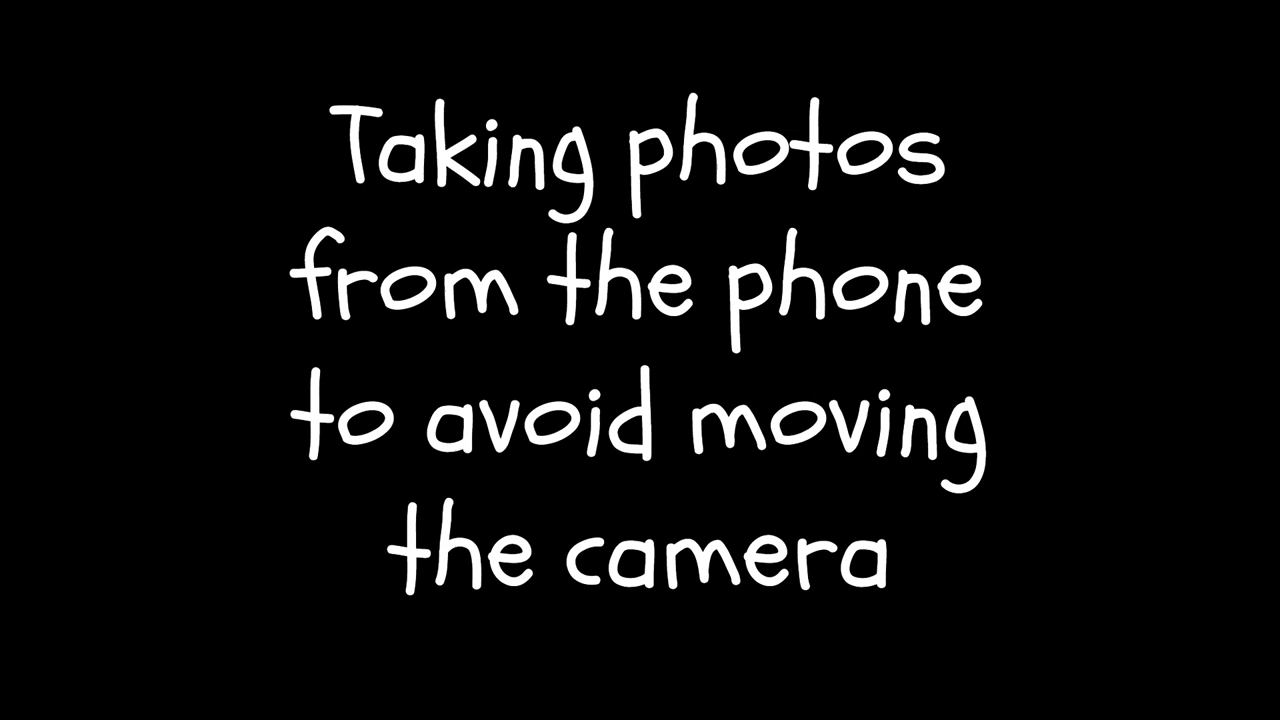 Taking photos
from the phone
to avoid moving
the camera